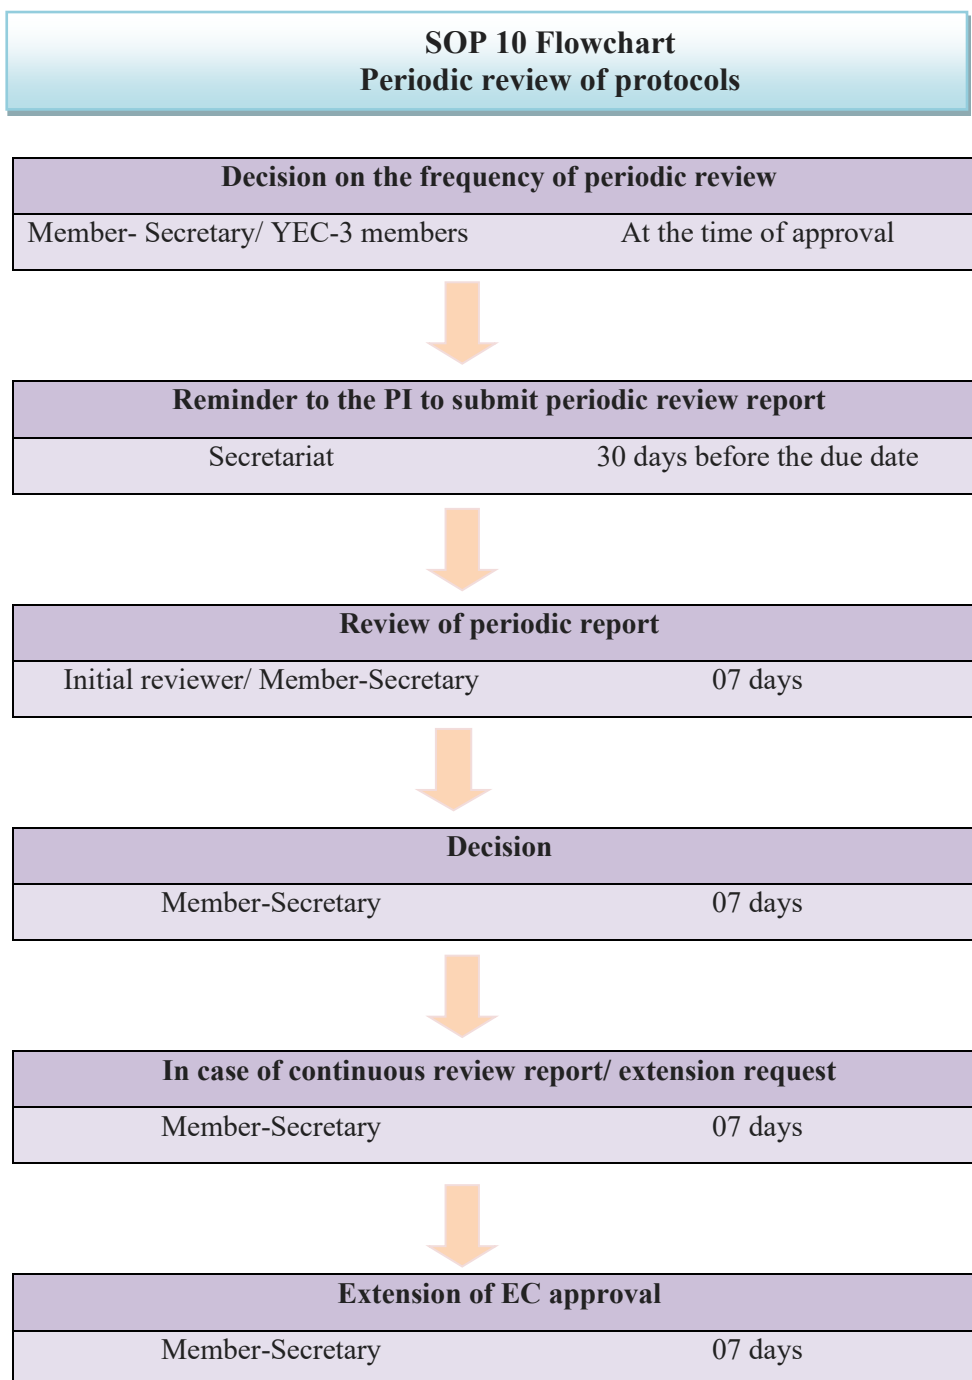 SOP 10 Flowchart
Periodic review of protocols
Decision on the frequency of periodic review
Member- Secretary/ YEC-3 members At the time of approval
Reminder to the PI to submit periodic review report
Secretariat 30 days before the due date
Review of periodic report
Initial reviewer/ Member-Secretary 07 days
Decision
Member-Secretary 07 days
In case of continuous review report/ extension request
Member-Secretary 07 days
Extension of EC approval
Member-Secretary 07 days